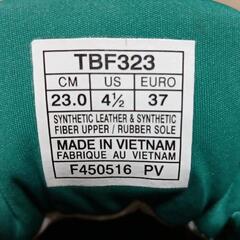 TBF323
CM US EURO
23.0 4½ 37
SYNTHETIC LEATHER & SYNTHETIC
FIBER UPPER / RUBBER SOLE
MADE IN VIETNAM
FABRIQUE AU VIETNAM
F450516 PV